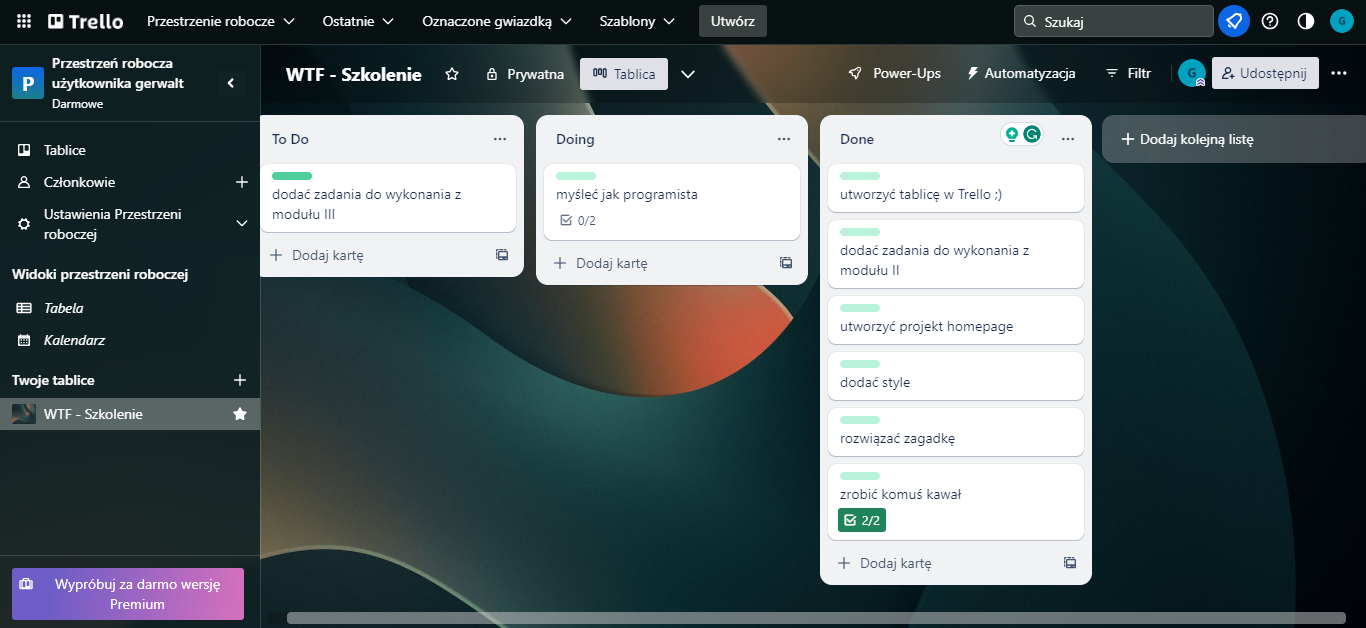 Trello
Przestrzenie robocze
Ostatnie
Oznaczone gwiazdką
Szablony
Utwórz
Szukaj
G
P
Przestrzeń robocza
użytkownika gerwalt
Darmowe
Tablice
Członkowie
Ustawienia Przestrzeni
roboczej
Widoki przestrzeni roboczej
Tabela
Kalendarz
Twoje tablice
WTF - Szkolenie
Wypróbuj za darmo wersję
Premium
WTF - Szkolenie
Prywatna
Tablica
Power-Ups
Automatyzacja
Filtr
G
Udostępnij
To Do
dodać zadania do wykonania z
modułu III
Dodaj kartę
Doing
myśleć jak programista
0/2
Dodaj kartę
Done
utworzyć tablicę w Trello ;)
dodać zadania do wykonania z
modułu II
utworzyć projekt homepage
dodać style
rozwiązać zagadkę
zrobić komuś kawał
2/2
Dodaj kartę
Dodaj kolejną listę